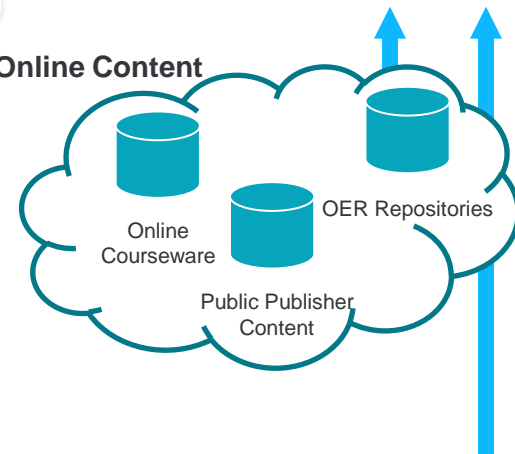 Online Content
OER Repositories
Online
Courseware
Public Publisher
Content